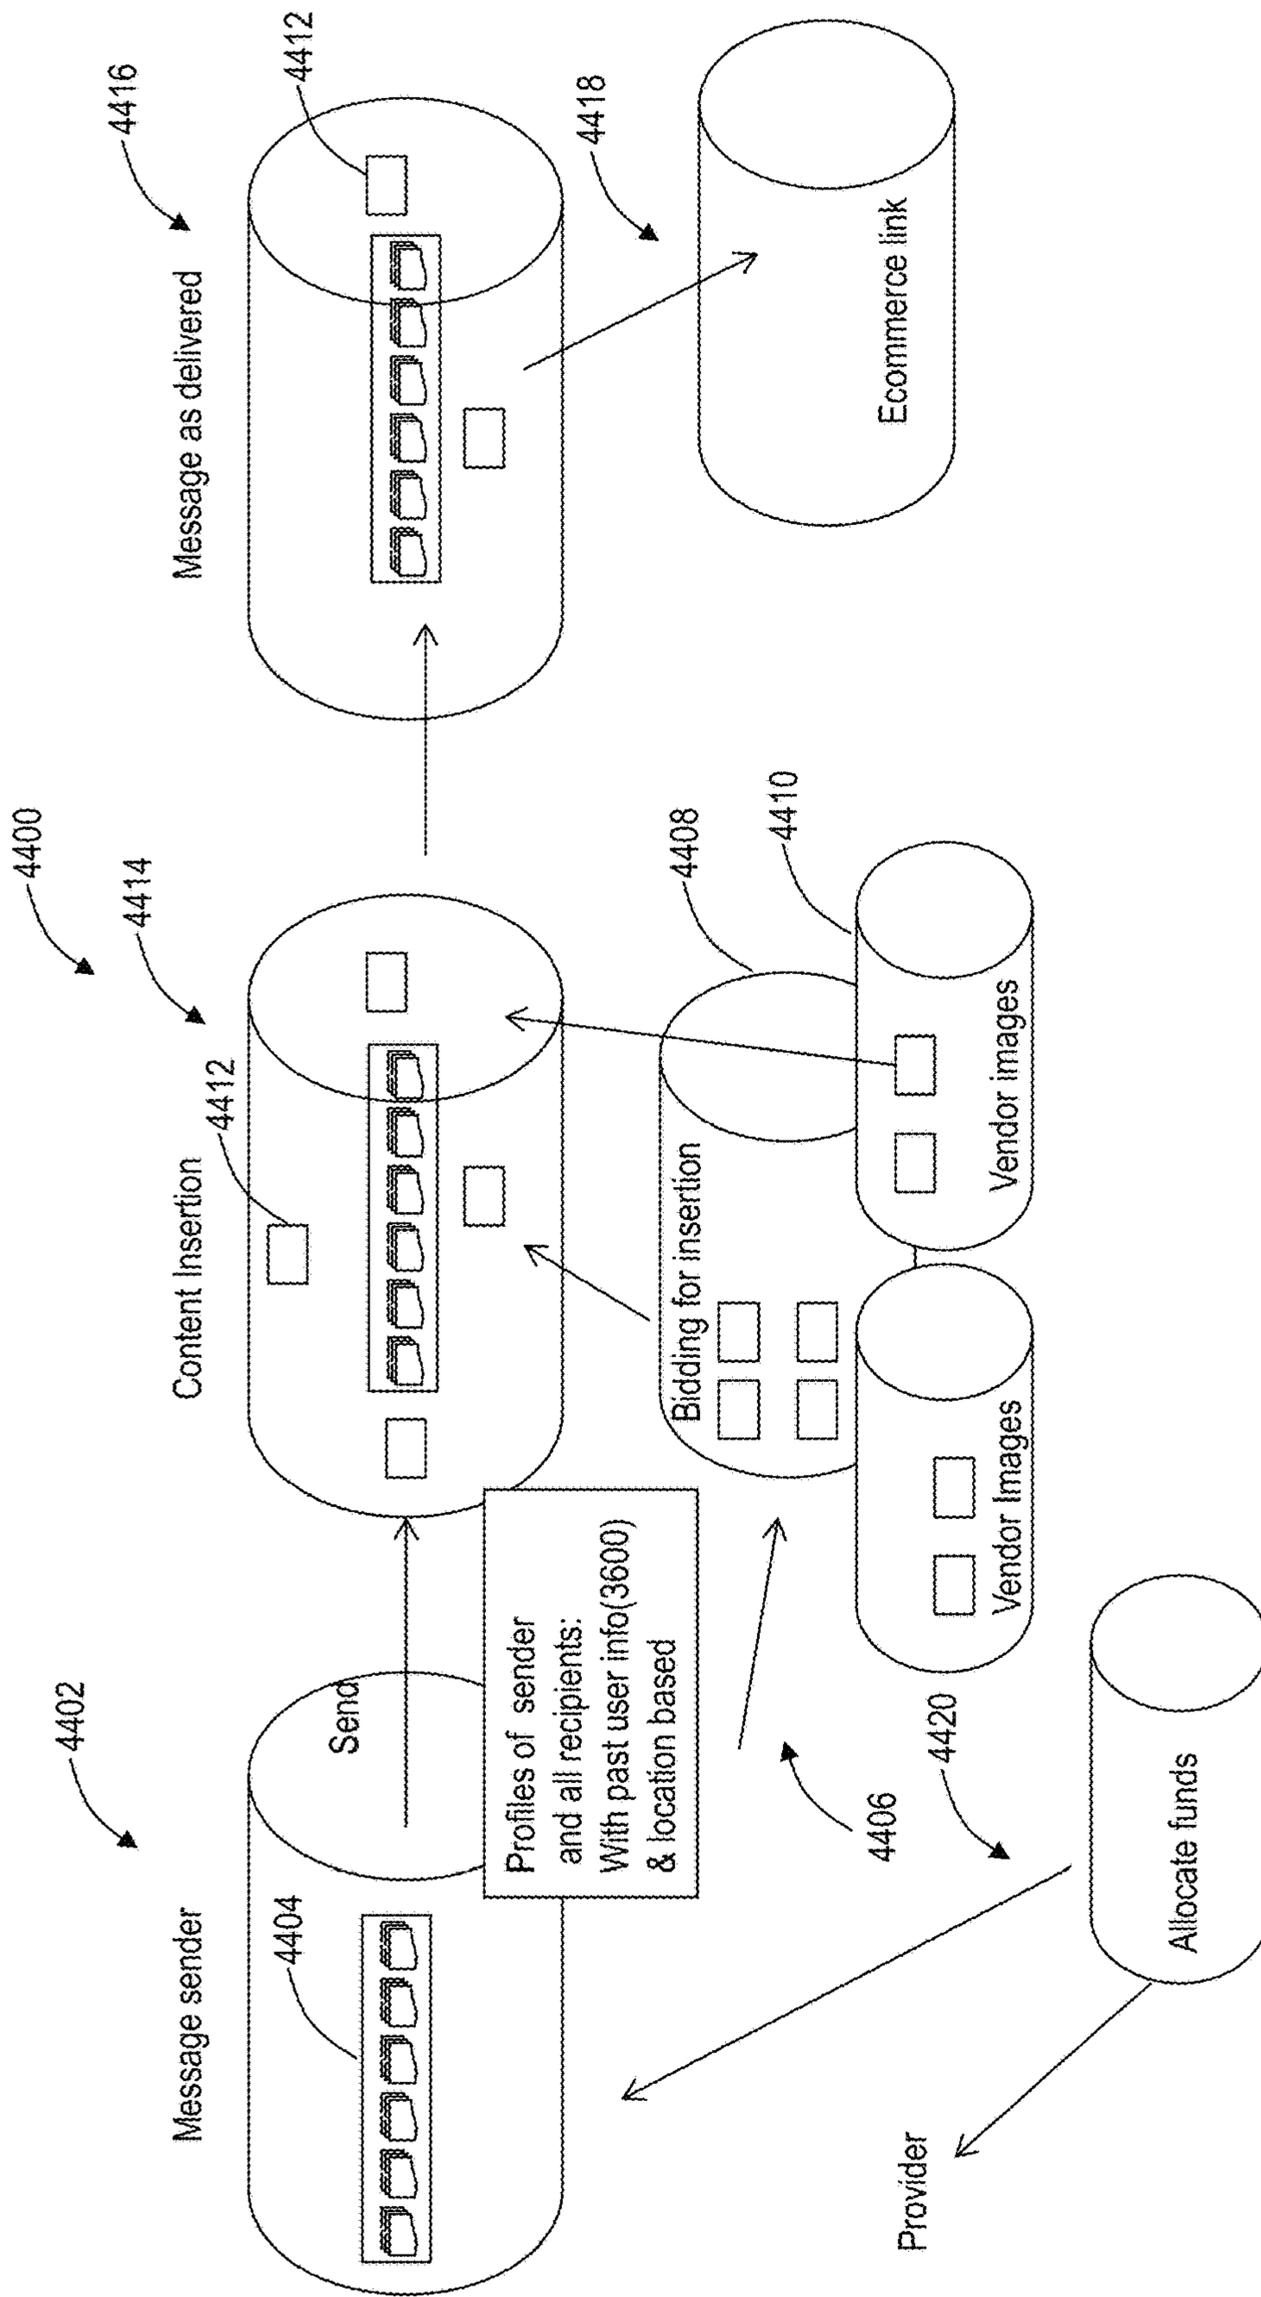 4400
4402
4414
4416
Message sender
Content Insertion
Message as delivered
4404
4412
4412
Send
4418
Profiles of sender
and all recipients:
With past user info(3600)
& location based
Bidding for insertion
4408
4410
Ecommerce link
4406
4420
Vendor Images
Vendor images
Provider
Allocate funds